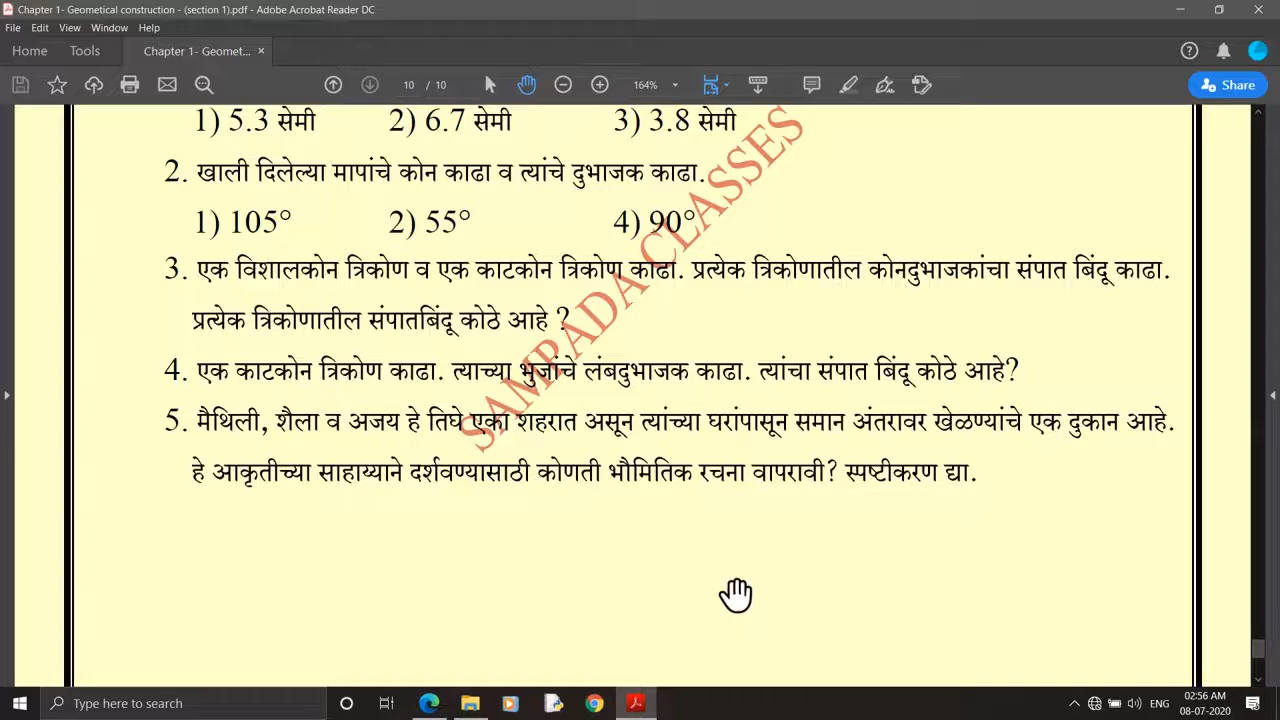 Chapter 1- Geometical construction - (section 1).pdf - Adobe Acrobat Reader DC
File Edit View Window Help
Home Tools Chapter 1- Geomet... ×
10 / 10 164% Share
1) 5.3 सेमी 2) 6.7 सेमी 3) 3.8 सेमी
2. खाली दिलेल्या मापांचे कोन काढा व त्यांचे दुभाजक काढा.
1) 105° 2) 55° 4) 90°
3. एक विशालकोन त्रिकोण व एक काटकोन त्रिकोण काढा. प्रत्येक त्रिकोणातील कोनदुभाजकांचा संपात बिंदू काढा.
प्रत्येक त्रिकोणातील संपातबिंदू कोठे आहे ?
4. एक काटकोन त्रिकोण काढा. त्याच्या भुजांचे लंबदुभाजक काढा. त्यांचा संपात बिंदू कोठे आहे?
5. मैथिली, शैला व अजय हे तिघे एका शहरात असून त्यांच्या घरांपासून समान अंतरावर खेळण्यांचे एक दुकान आहे.
हे आकृतीच्या साहाय्याने दर्शवण्यासाठी कोणती भौमितिक रचना वापरावी? स्पष्टीकरण द्या.
SAMPADA CLASSES
Type here to search
ENG 02:56 AM
08-07-2020